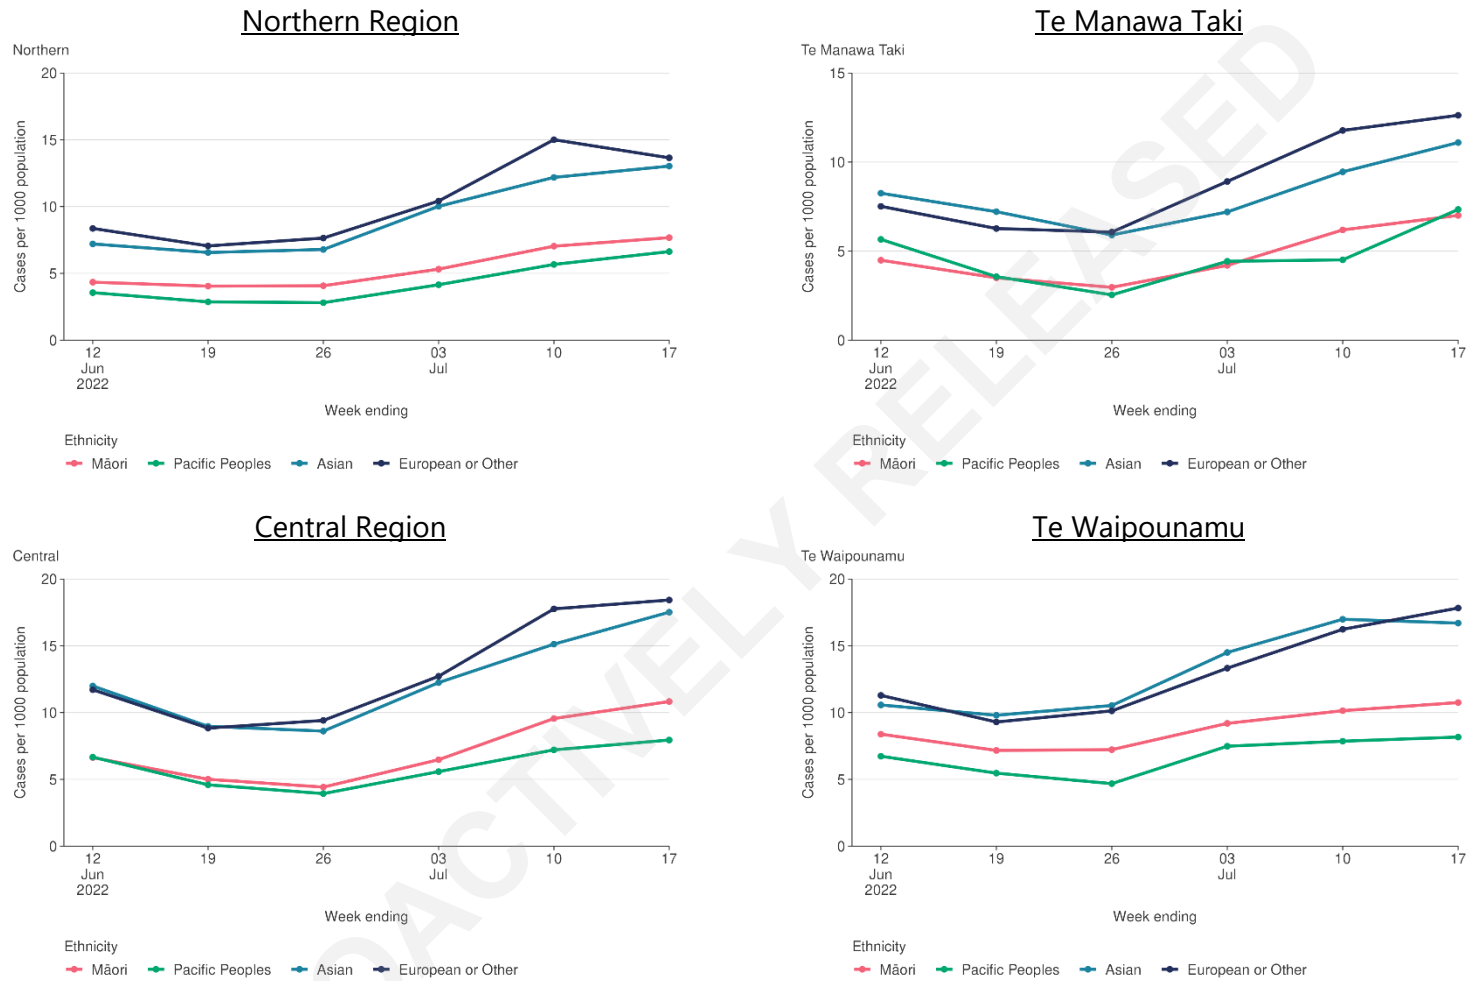 Northern Region
Northern
20
15
10
5
0
Cases per 1000 population
12 19 26 03 10 17
Jun Jul
2022
Week ending
Ethnicity
Māori Pacific Peoples Asian European or Other
Te Manawa Taki
Te Manawa Taki
15
10
5
0
Cases per 1000 population
12 19 26 03 10 17
Jun Jul
2022
Week ending
Ethnicity
Māori Pacific Peoples Asian European or Other
Central Region
Central
20
15
10
5
0
Cases per 1000 population
12 19 26 03 10 17
Jun Jul
2022
Week ending
Ethnicity
Māori Pacific Peoples Asian European or Other
Te Waipounamu
Te Waipounamu
20
15
10
5
0
Cases per 1000 population
12 19 26 03 10 17
Jun Jul
2022
Week ending
Ethnicity
Māori Pacific Peoples Asian European or Other
OACTIVELY RELEASED